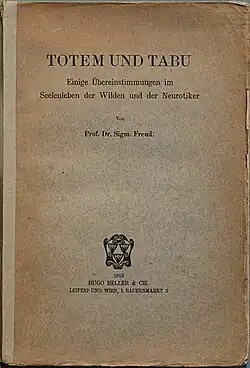 TOTEM UND TABU
Einige Übereinstimmungen im
Seelenleben der Wilden und der Neurotiker
Von
Prof. Dr. Sigm. Freud.
1913
HUGO HELLER & CIE.
LEIPZIG UND WIEN, I. BAUERNMARKT 3